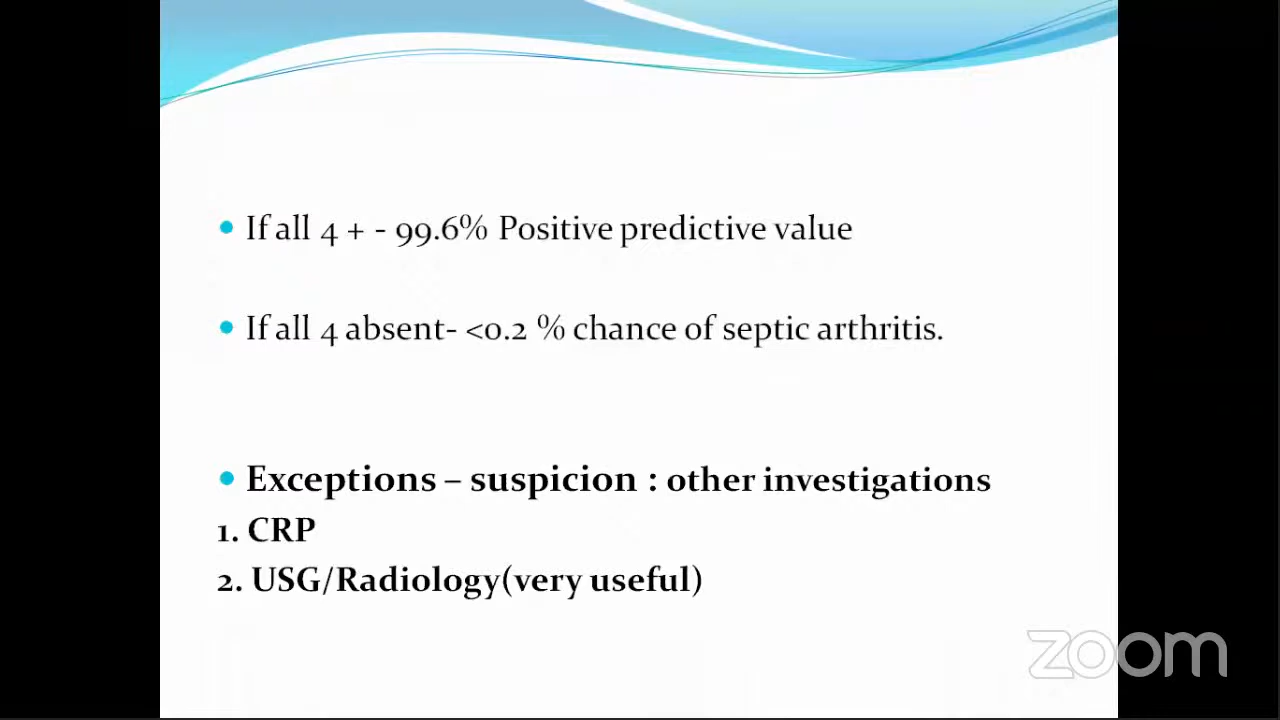 If all 4 + - 99.6% Positive predictive value
If all 4 absent- <0.2 % chance of septic arthritis.
Exceptions – suspicion : other investigations
1. CRP
2. USG/Radiology(very useful)
zoom